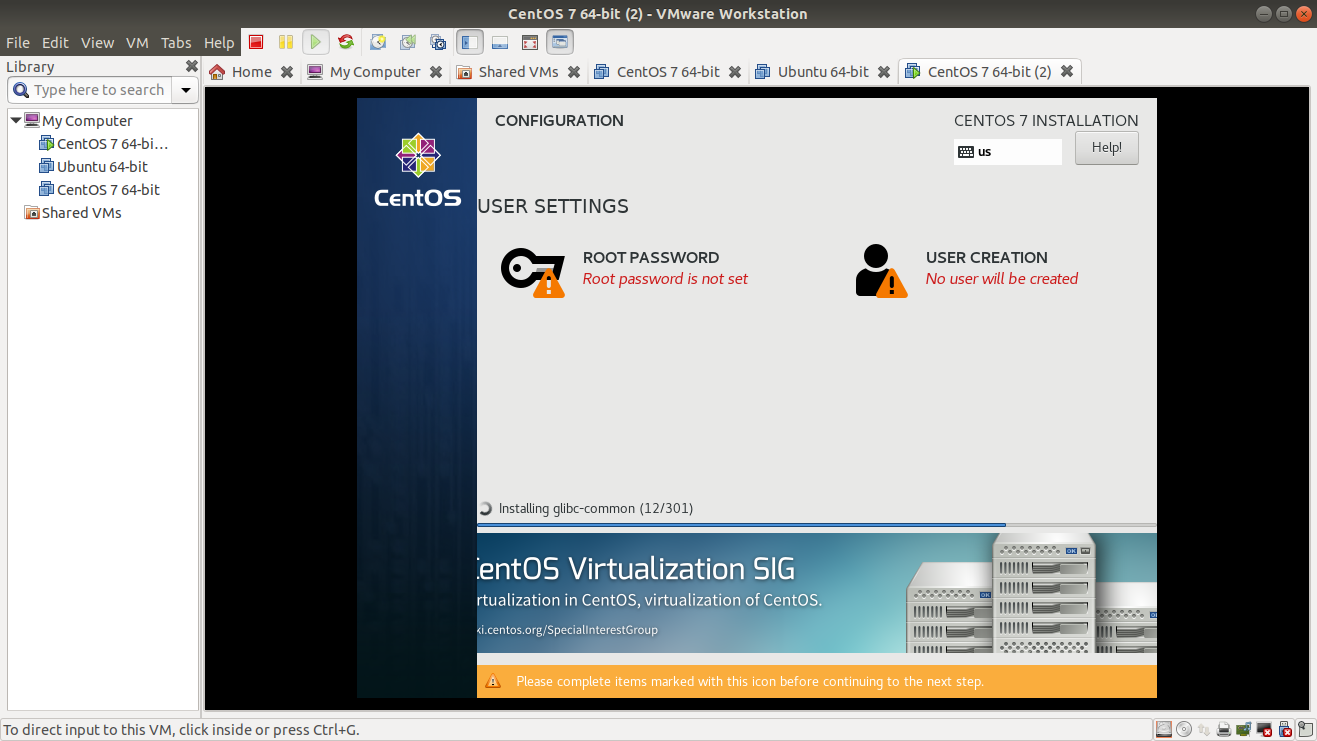 CentOS 7 64-bit (2) - VMware Workstation
File Edit View VM Tabs Help
Library
Type here to search
My Computer
CentOS 7 64-bi...
Ubuntu 64-bit
CentOS 7 64-bit
Shared VMs
Home My Computer Shared VMs CentOS 7 64-bit Ubuntu 64-bit CentOS 7 64-bit (2)
CentOS
CONFIGURATION
CENTOS 7 INSTALLATION
us
Help!
USER SETTINGS
ROOT PASSWORD
Root password is not set
USER CREATION
No user will be created
Installing glibc-common (12/301)
CentOS Virtualization SIG
rtualization in CentOS, virtualization of CentOS.
ki.centos.org/SpecialInterestGroup
OK
OK
Please complete items marked with this icon before continuing to the next step.
To direct input to this VM, click inside or press Ctrl+G.